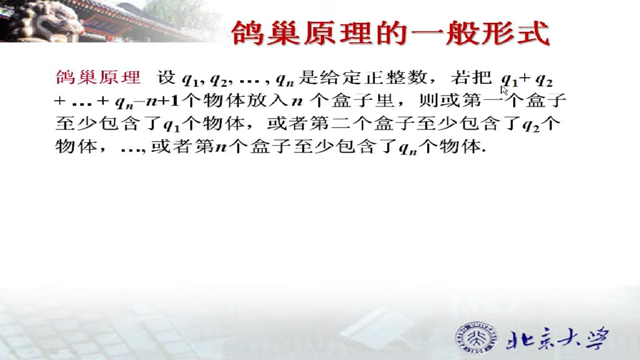 鸽巢原理的一般形式
鸽巢原理 设 q₁, q₂, …, qₙ 是给定正整数，若把 q₁+ q₂
+ … + qₙ–n+1个物体放入 n 个盒子里，则或第一个盒子
至少包含了q₁个物体，或者第二个盒子至少包含了q₂个
物体，…, 或者第n个盒子至少包含了qₙ个物体.
北京大学